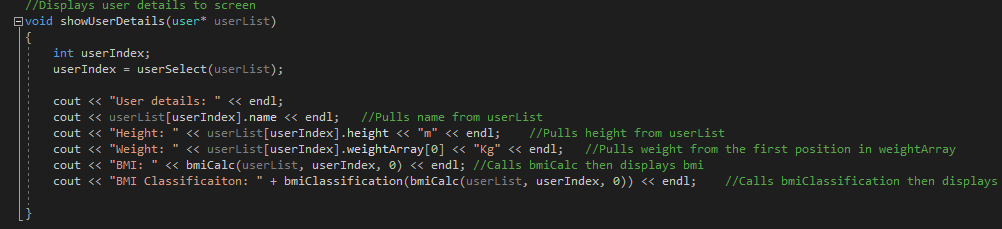 //Displays user details to screen
void showUserDetails(user* userList)
{
int userIndex;
userIndex = userSelect(userList);
cout << "User details: " << endl;
cout << userList[userIndex].name << endl;   //Pulls name from userList
cout << "Height: " << userList[userIndex].height << "m" << endl;    //Pulls height from userList
cout << "Weight: " << userList[userIndex].weightArray[0] << "Kg" << endl;   //Pulls weight from the first position in weightArray
cout << "BMI: " << bmiCalc(userList, userIndex, 0) << endl; //Calls bmiCalc then displays bmi
cout << "BMI Classificaiton: " + bmiClassification(bmiCalc(userList, userIndex, 0)) << endl;    //Calls bmiClassification then displays
}